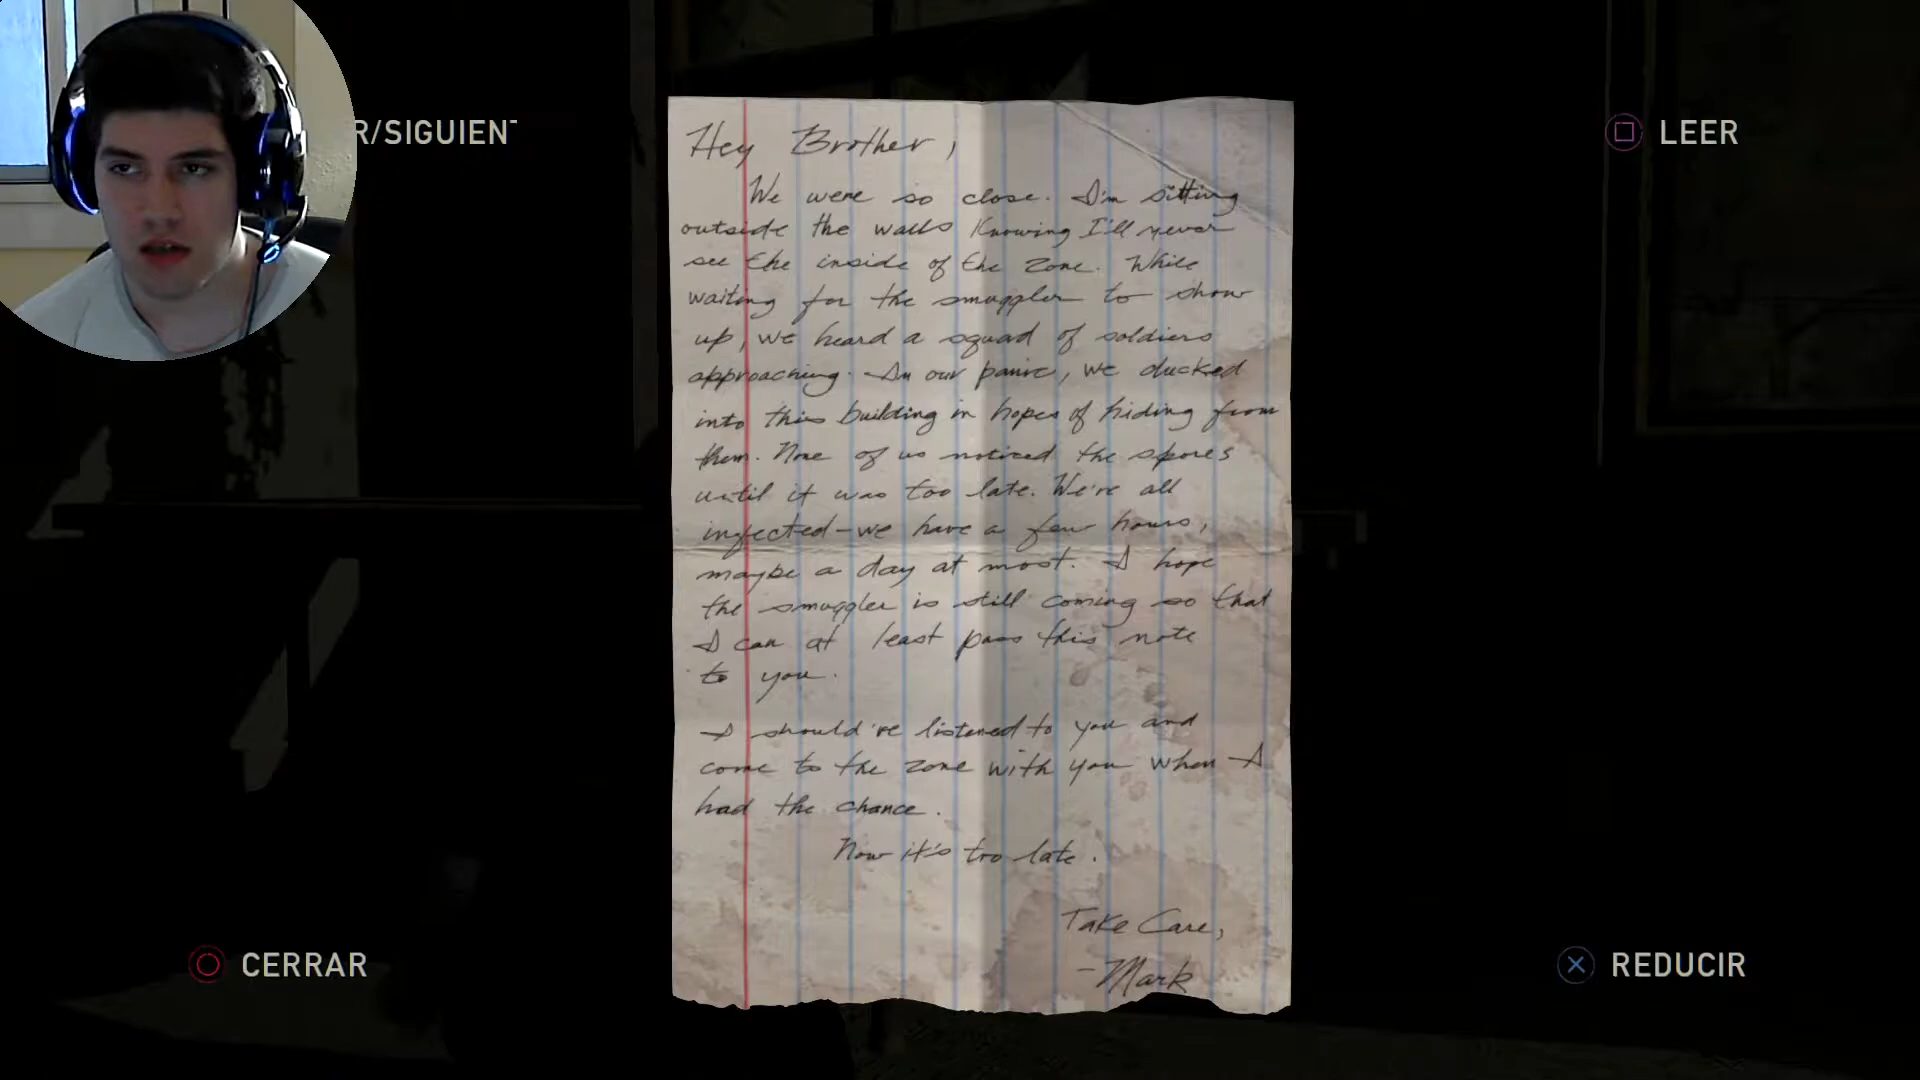 R/SIGUIENT
LEER
Hey Brother,
We were so close. I'm sitting
outside the walls knowing I'll never
see the inside of the zone. While
waiting for the smuggler to show
up, we heard a squad of soldiers
approaching. In our panic, we ducked
into this building in hopes of hiding from
them. None of us noticed the spores
until it was too late. We're all
infected-we have a few hours,
maybe a day at most. I hope
the smuggler is still coming so that
I can at least pass this note
to you.
I should've listened to you and
come to the zone with you when I
had the chance.
Now it's too late.
Take Care,
-Mark
CERRAR
REDUCIR